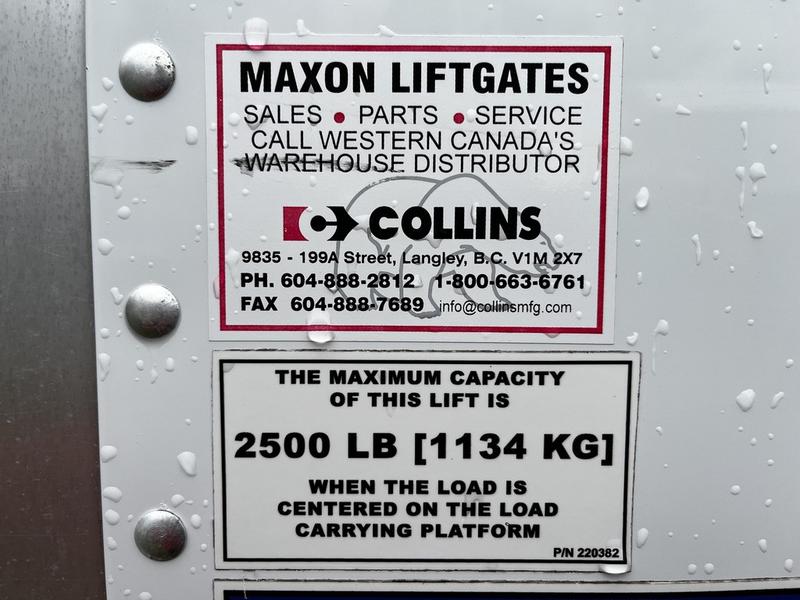 MAXON LIFTGATES
SALES • PARTS • SERVICE
CALL WESTERN CANADA'S
WAREHOUSE DISTRIBUTOR
COLLINS
9835 - 199A Street, Langley, B.C. V1M 2X7
PH. 604-888-2812 1-800-663-6761
FAX 604-888-7689 info@collinsmfg.com
THE MAXIMUM CAPACITY
OF THIS LIFT IS
2500 LB [1134 KG]
WHEN THE LOAD IS
CENTERED ON THE LOAD
CARRYING PLATFORM
P/N 220382